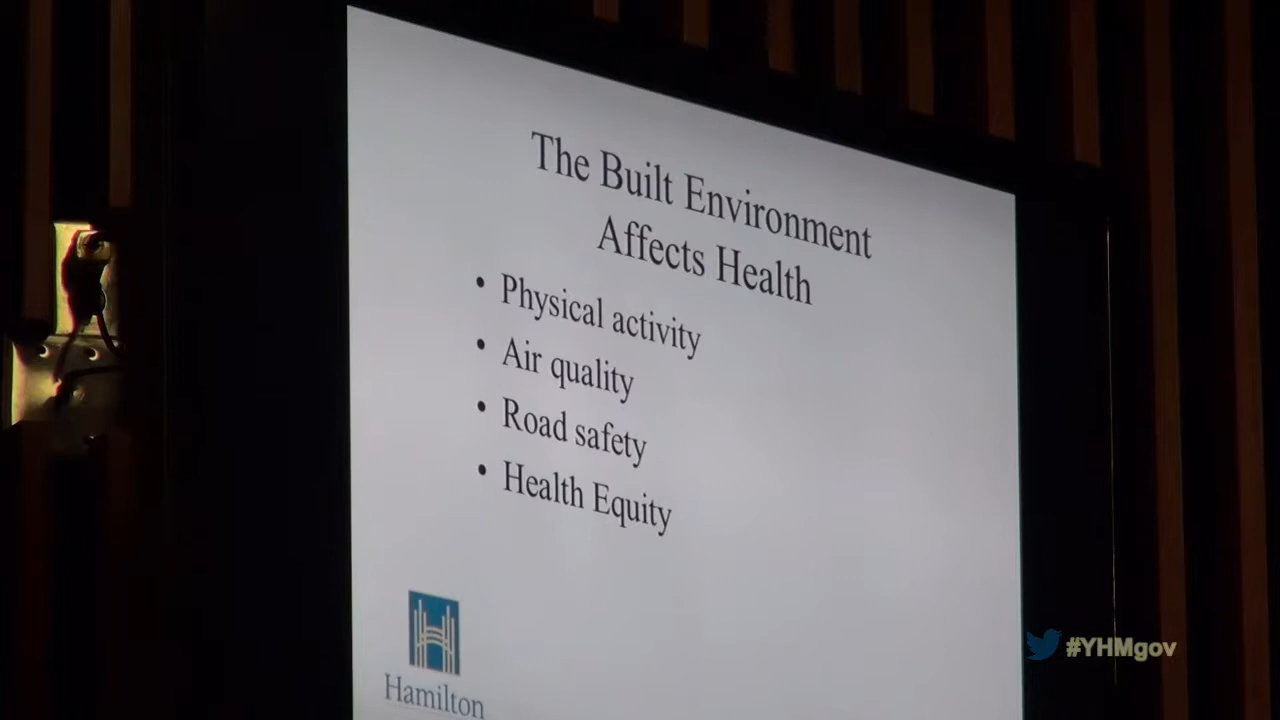 The Built Environment
Affects Health
• Physical activity
• Air quality
• Road safety
• Health Equity
Hamilton
#YHMgov